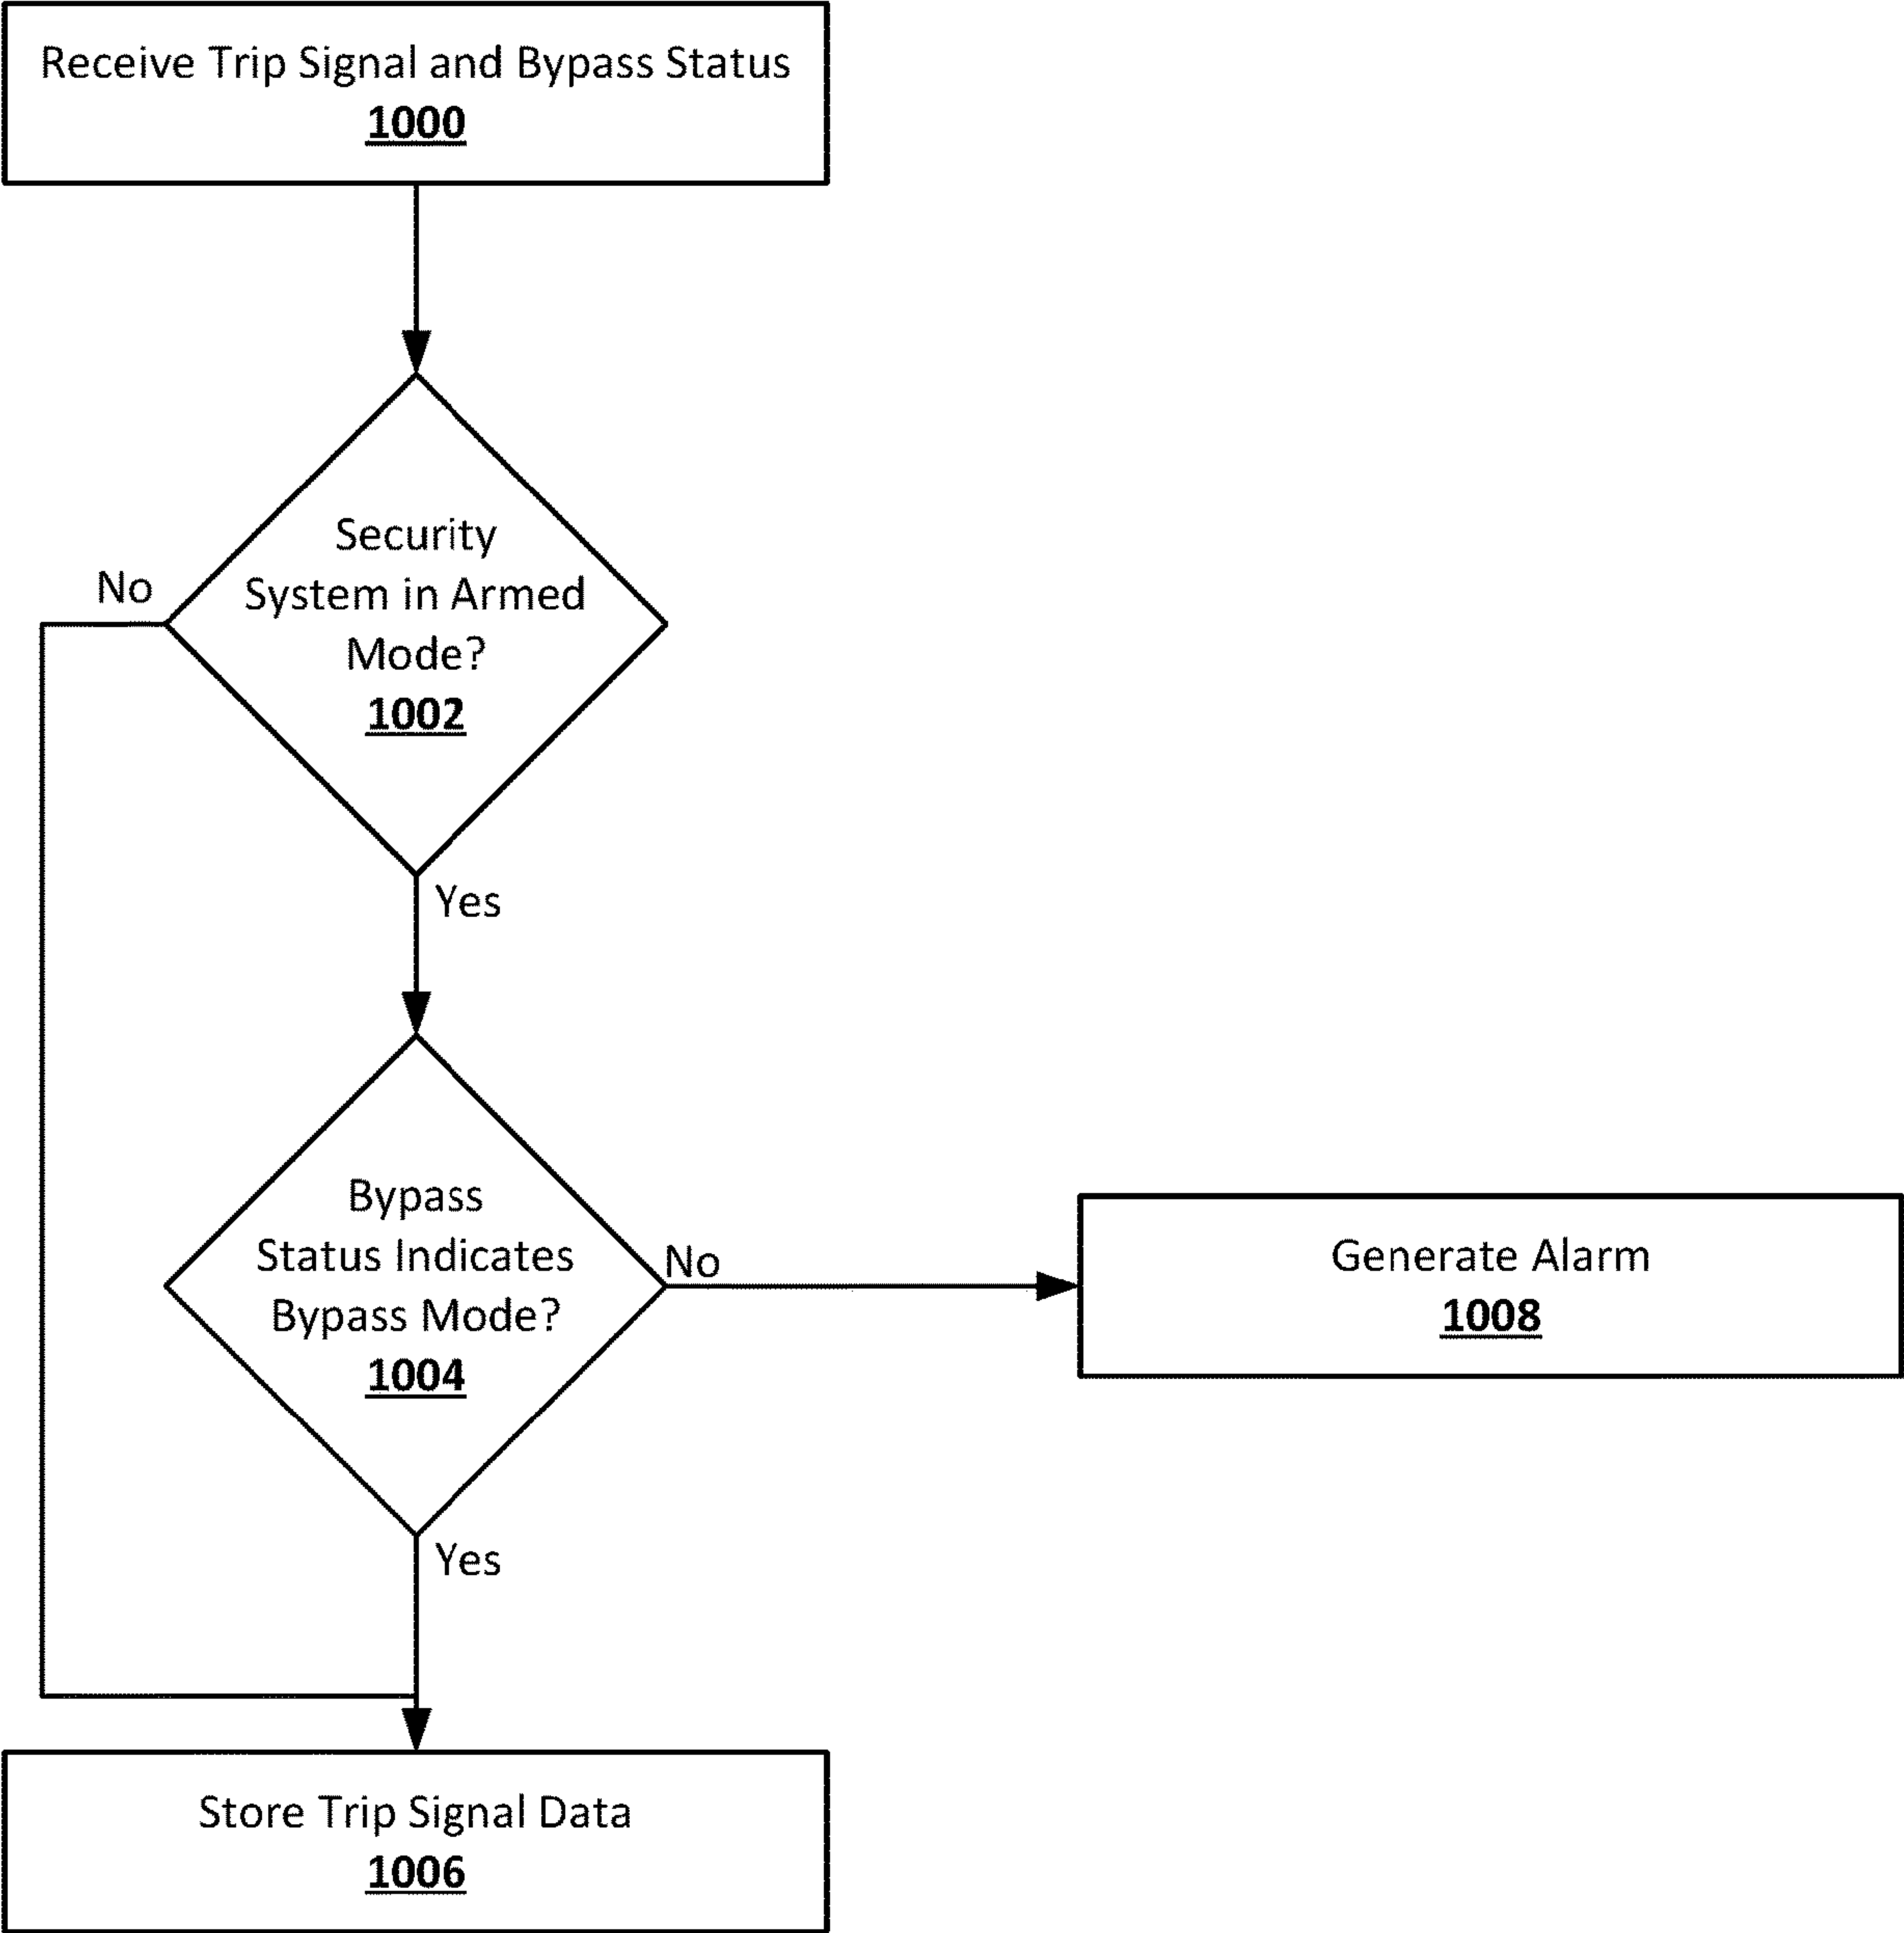 Receive Trip Signal and Bypass Status
1000
Security
System in Armed
Mode?
1002
No
Yes
Bypass
Status Indicates
Bypass Mode?
1004
No
Generate Alarm
1008
Yes
Store Trip Signal Data
1006